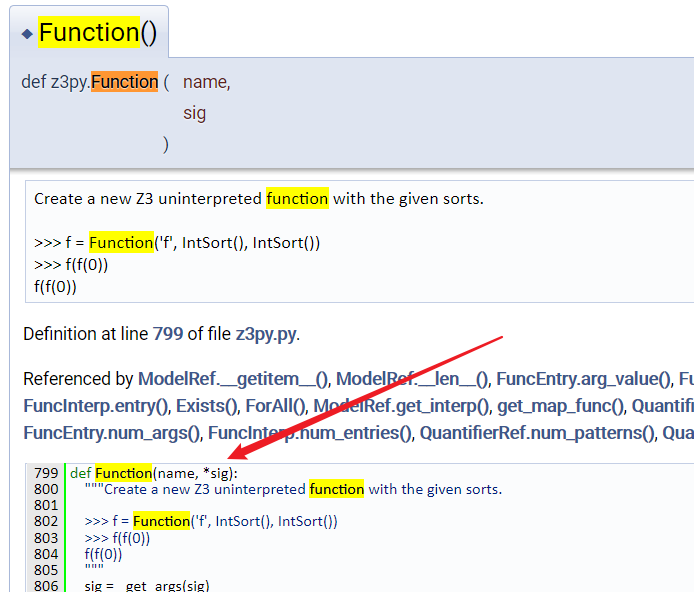 ◆ Function()
def z3py.Function ( name,
sig
)
Create a new Z3 uninterpreted function with the given sorts.
>>> f = Function('f', IntSort(), IntSort())
>>> f(f(0))
f(f(0))
Definition at line 799 of file z3py.py.
Referenced by ModelRef.__getitem__(), ModelRef.__len__(), FuncEntry.arg_value(), Fu
FuncInterp.entry(), Exists(), ForAll(), ModelRef.get_interp(), get_map_func(), Quantifi
FuncEntry.num_args(), FuncInterp.num_entries(), QuantifierRef.num_patterns(), Qua
799 def Function(name, *sig):
800 """Create a new Z3 uninterpreted function with the given sorts.
801
802 >>> f = Function('f', IntSort(), IntSort())
803 >>> f(f(0))
804 f(f(0))
805 """
806 sig = _get_args(sig)